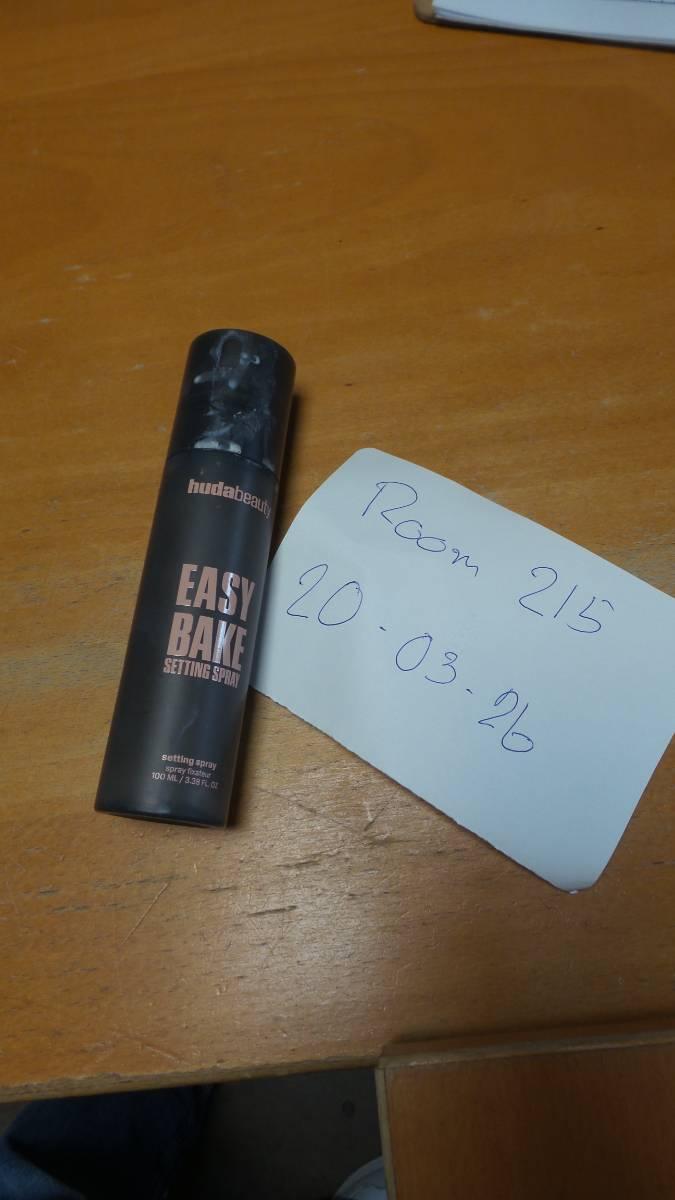 hudabeauty
EASY
BAKE
SETTING SPRAY
setting spray
spray fixateur
100 ML / 3.38 FL. OZ
Room 215
20-03-26